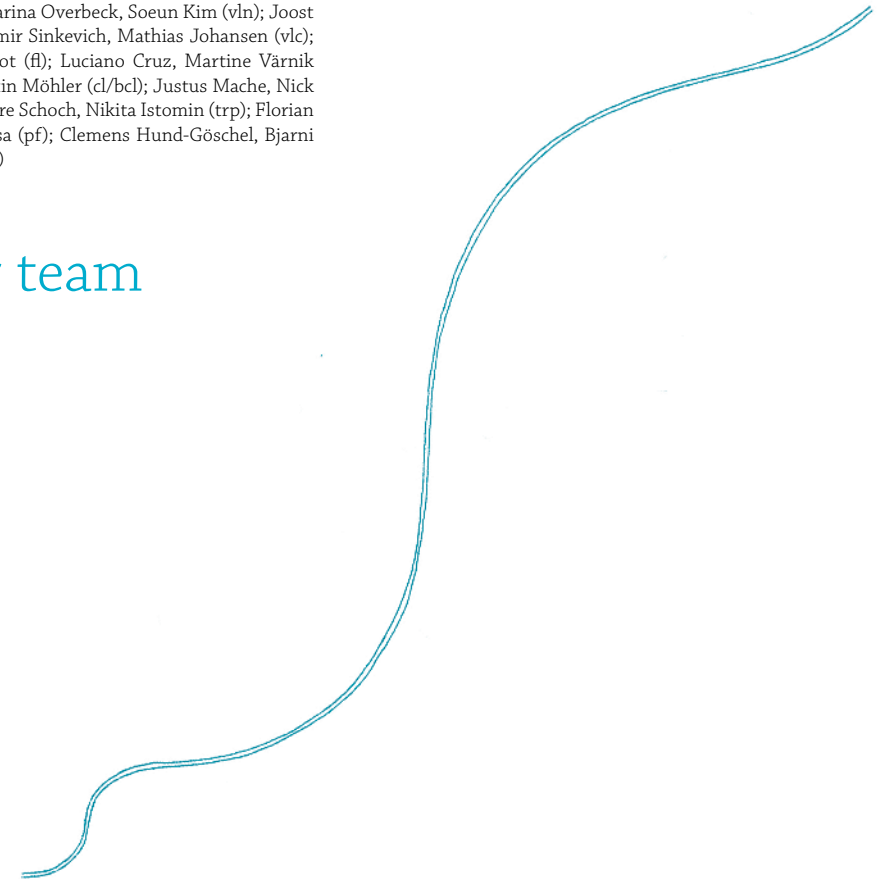 arina Overbeck, Soeun Kim (vln); Joost
mir Sinkevich, Mathias Johansen (vlc);
ot (fl); Luciano Cruz, Martine Värnik
tin Möhler (cl/bcl); Justus Mache, Nick
re Schoch, Nikita Istomin (trp); Florian
sa (pf); Clemens Hund-Göschel, Bjarni
)
team